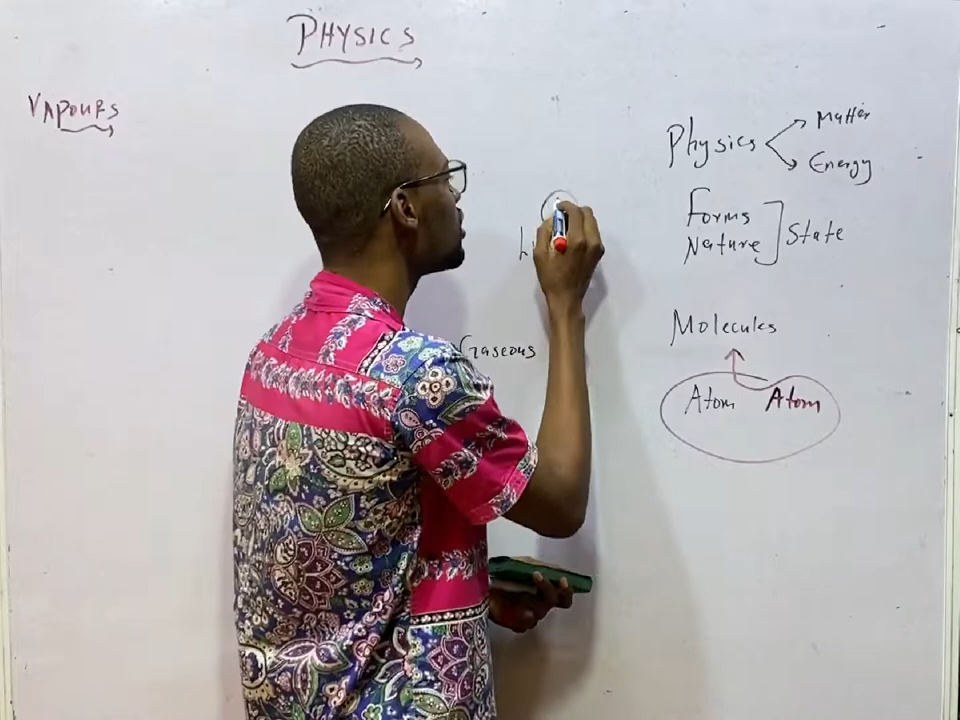 PHYSICS
VAPOURS
Physics
Matter
Energy
Forms
Nature
State
Gaseous
Molecules
Atom Atom